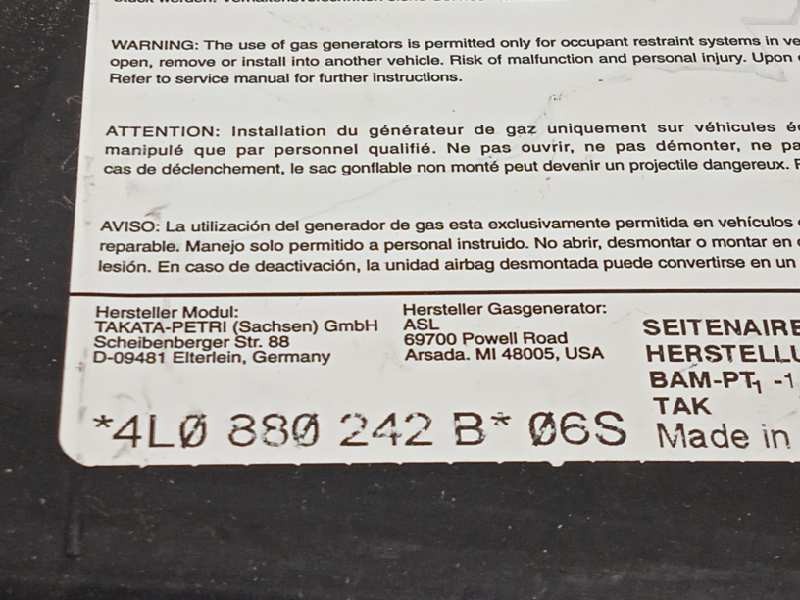 WARNING: The use of gas generators is permitted only for occupant restraint systems in ve
open, remove or install into another vehicle. Risk of malfunction and personal injury. Upon
Refer to service manual for further instructions.
ATTENTION: Installation du générateur de gaz uniquement sur véhicules é
manipulé que par personnel qualifié. Ne pas ouvrir, ne pas démonter, ne pa
cas de déclenchement, le sac gonflable non monté peut devenir un projectile dangereux.
AVISO: La utilización del generador de gas esta exclusivamente permitida en vehículos
reparable. Manejo solo permitido a personal instruido. No abrir, desmontar o montar en
lesión. En caso de deactivación, la unidad airbag desmontada puede convertirse en un
Hersteller Modul:
TAKATA-PETRI (Sachsen) GmbH
Scheibenberger Str. 88
D-09481 Elterlein, Germany
Hersteller Gasgenerator:
ASL
69700 Powell Road
Arsada. MI 48005, USA
SEITENAIRB
HERSTELLU
BAM-PT1 -1
TAK
Made in
*4L0 880 242 B* 06S